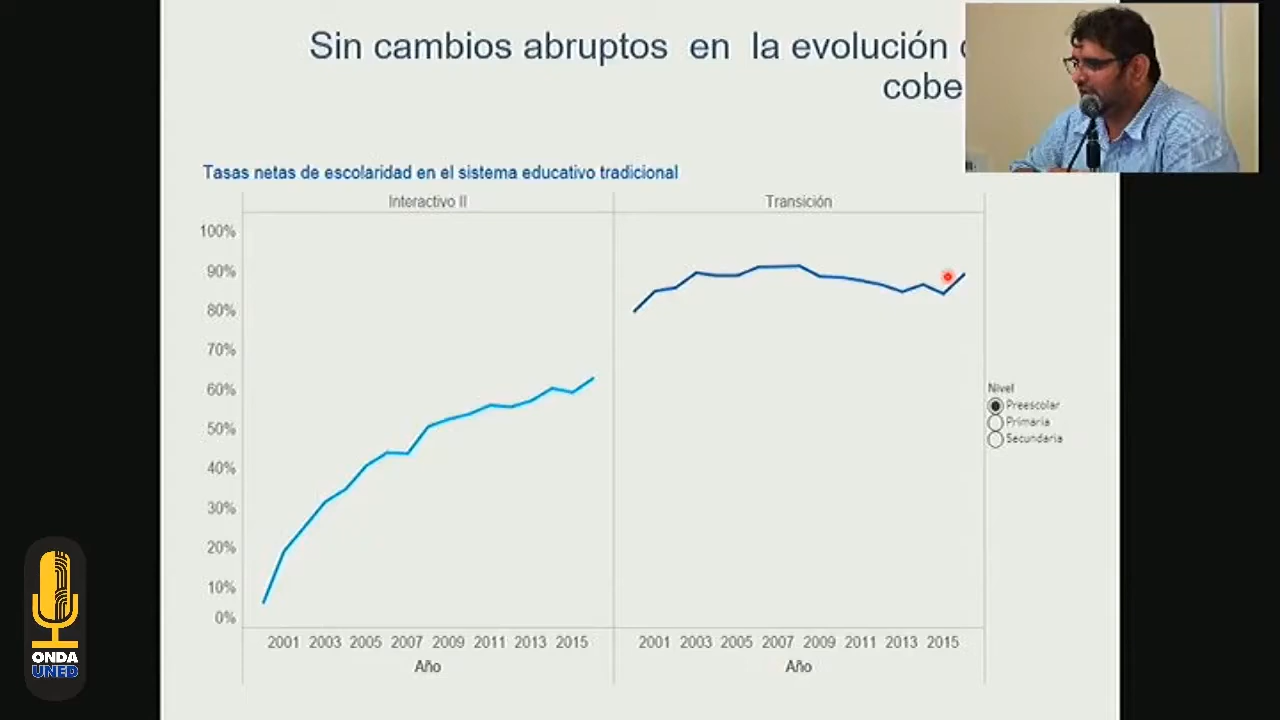 Sin cambios abruptos en la evolución
cobe
Tasas netas de escolaridad en el sistema educativo tradicional
Interactivo II
Transición
100%
90%
80%
70%
60%
50%
40%
30%
20%
10%
0%
2001 2003 2005 2007 2009 2011 2013 2015
2001 2003 2005 2007 2009 2011 2013 2015
Año
Año
Nivel
Preescolar
Primaria
Secundaria
ONDA
UNED